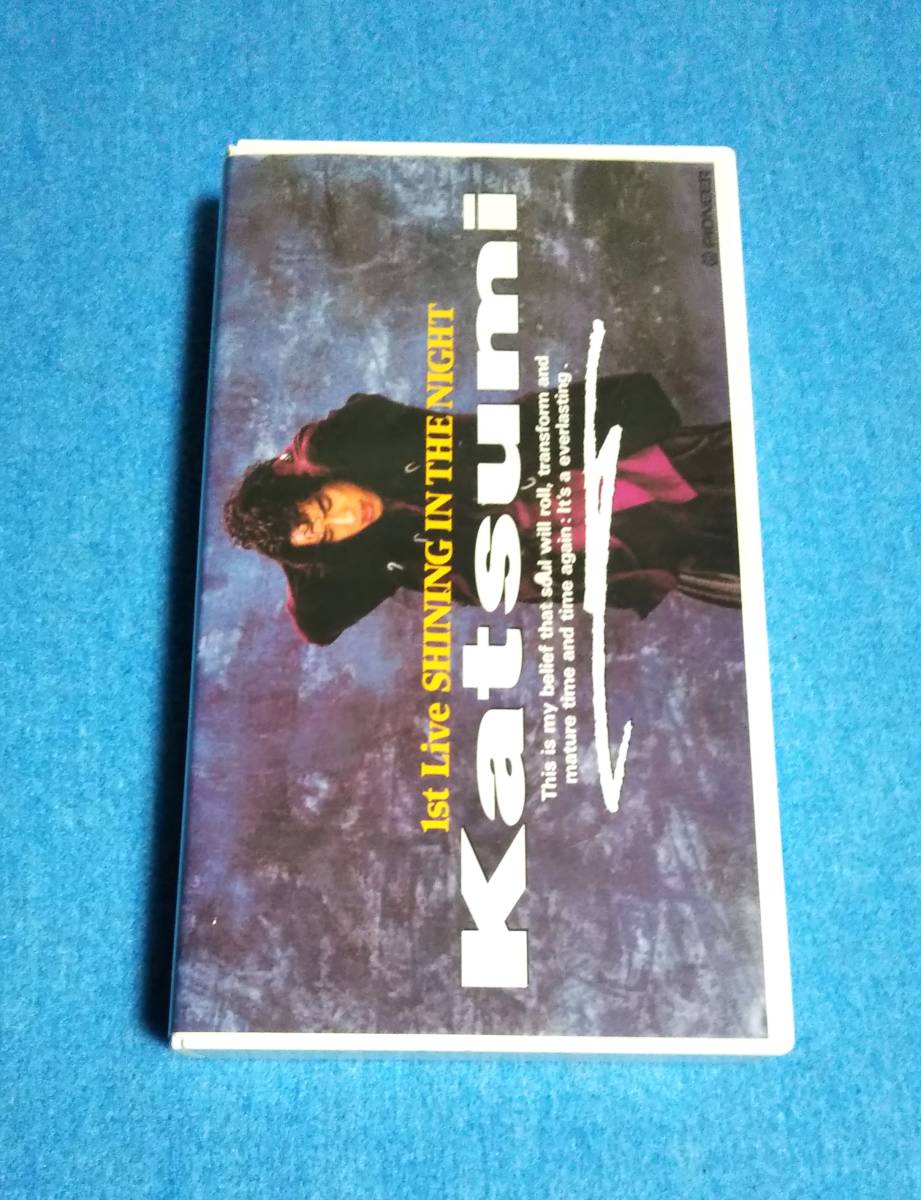 1st Live SHINING IN THE NIGHT
Katsumi
This is my belief that soul will roll, transform and
mature time and time again : It's a everlasting .
PIONEER